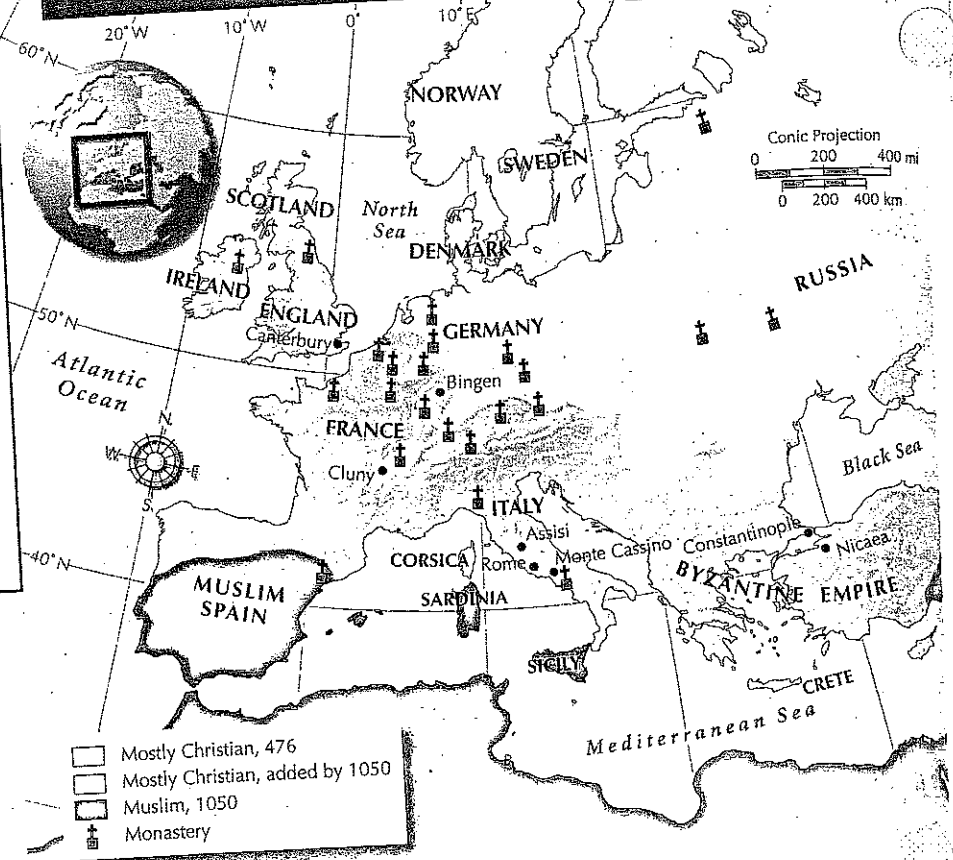 20°W
10°W
0°
10°E
60°N
NORWAY
Conic Projection
0 200 400 mi
0 200 400 km
SWEDEN
SCOTLAND
North
Sea
DENMARK
IRELAND
RUSSIA
ENGLAND
50°N
GERMANY
Canterbury
Atlantic
Ocean
Bingen
FRANCE
N
W
E
S
Cluny
Black Sea
ITALY
40°N
Assisi
Constantinople
Nicaea
CORSICA
Rome
Monte Cassino
MUSLIM
SPAIN
SARDINIA
BYZANTINE EMPIRE
SICILY
CRETE
Mediterranean Sea
Mostly Christian, 476
Mostly Christian, added by 1050
Muslim, 1050
Monastery